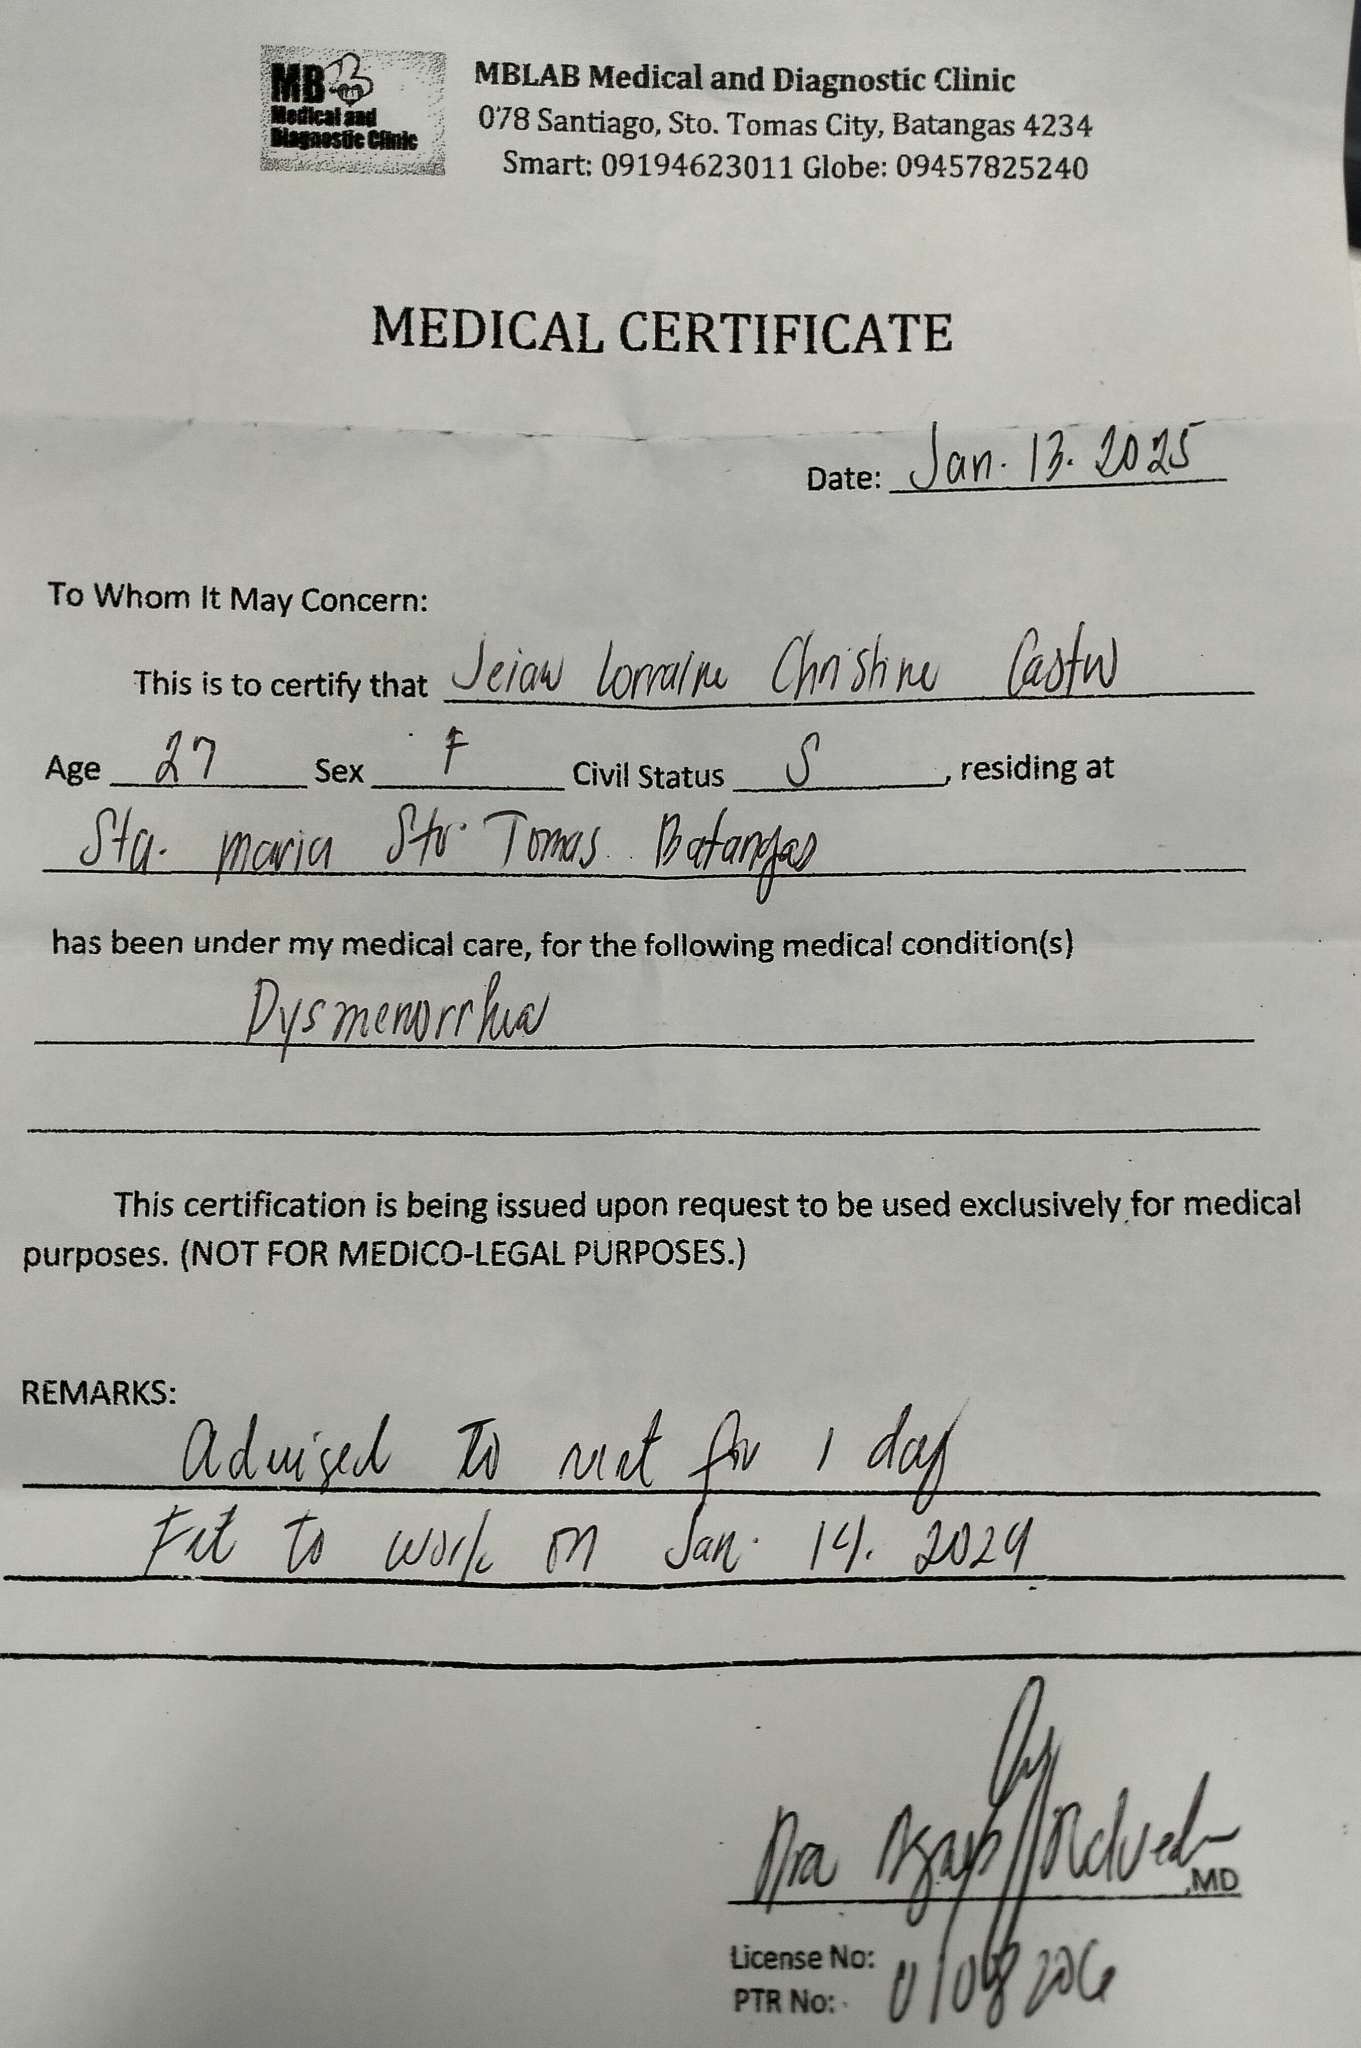 MB
Medical and
Diagnostic Clinic
MBLAB Medical and Diagnostic Clinic
078 Santiago, Sto. Tomas City, Batangas 4234
Smart: 09194623011 Globe: 09457825240
MEDICAL CERTIFICATE
Date: Jan. 13. 2025
To Whom It May Concern:
This is to certify that Lorraine Christine Castro
Age 27 Sex F Civil Status S, residing at
Sta. Maria Sto. Tomas. Batangas
has been under my medical care, for the following medical condition(s)
Dysmenorrhea
This certification is being issued upon request to be used exclusively for medical
purposes. (NOT FOR MEDICO-LEGAL PURPOSES.)
REMARKS:
Advised to rest for 1 day
Fit to work on Jan. 14. 2024
Dra ,MD
License No:
PTR No: